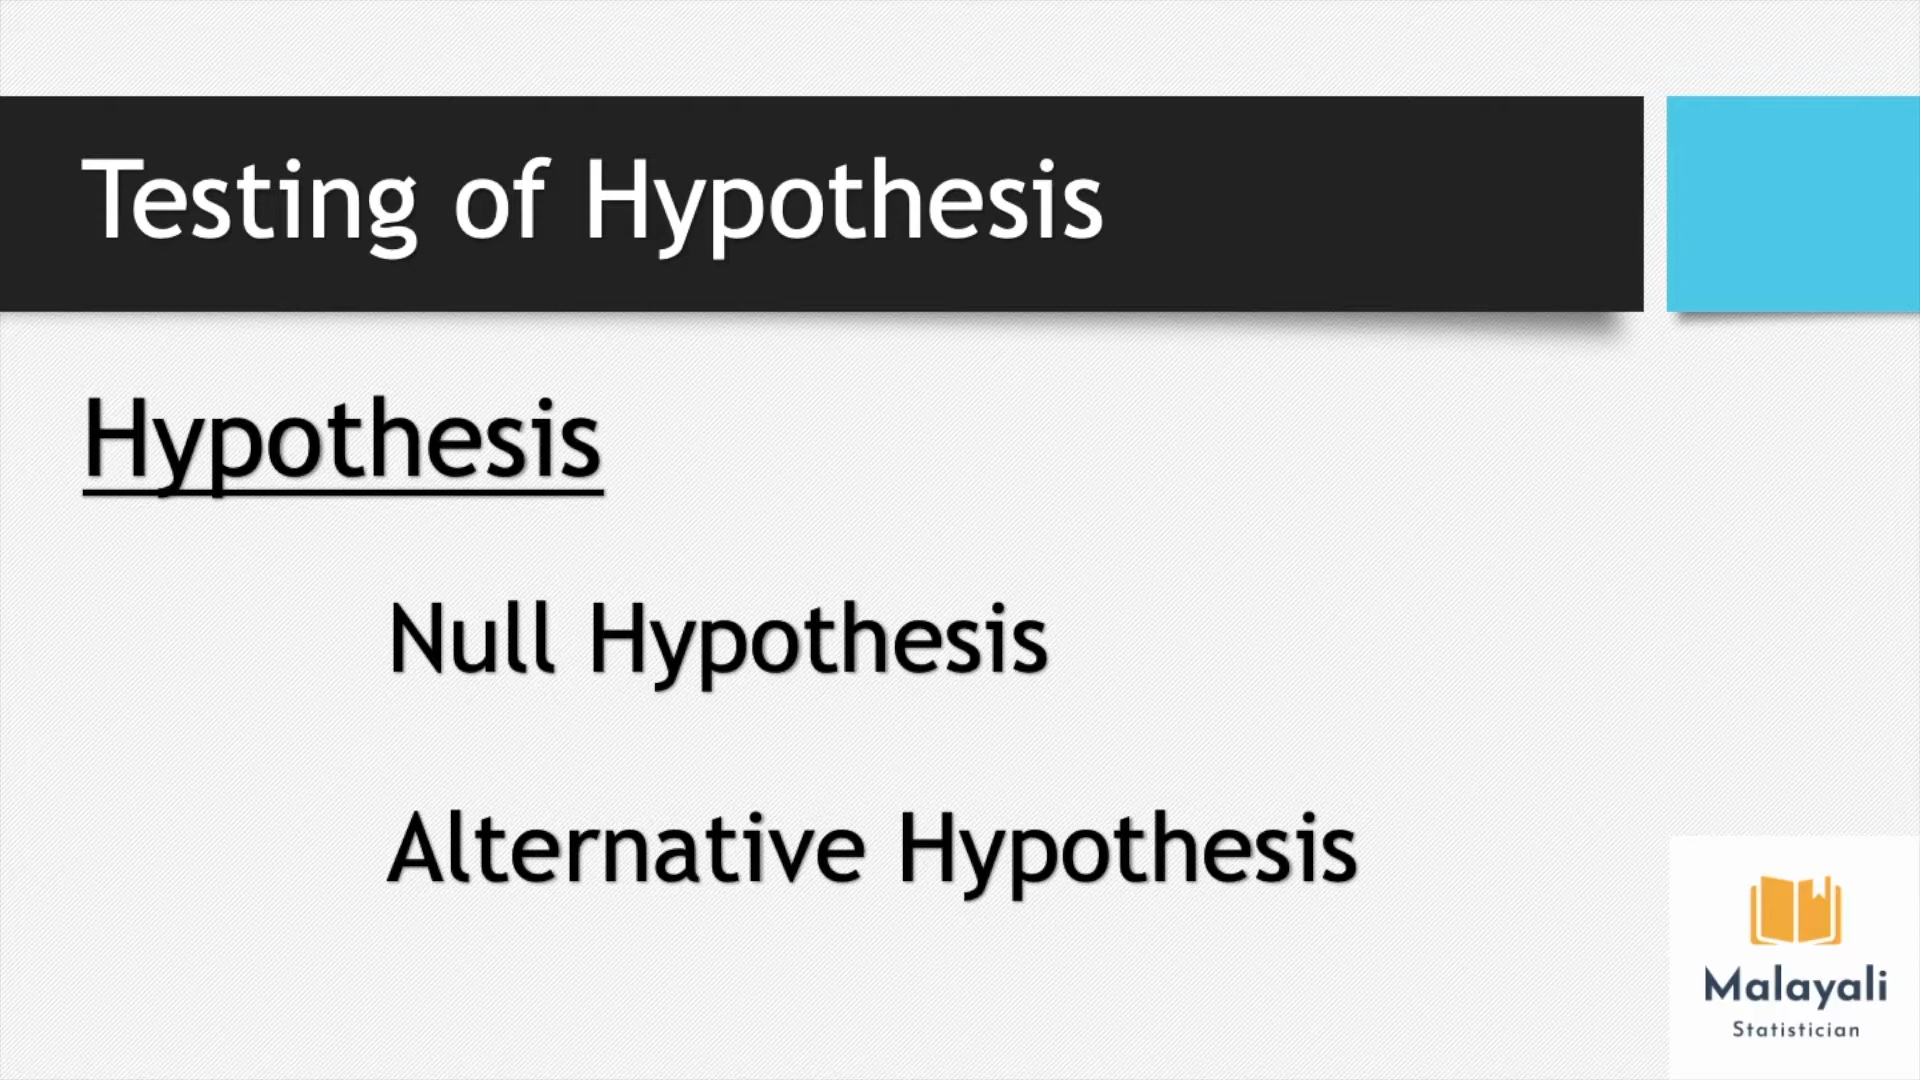 Testing of Hypothesis
Hypothesis
Null Hypothesis
Alternative Hypothesis
Malayali
Statistician